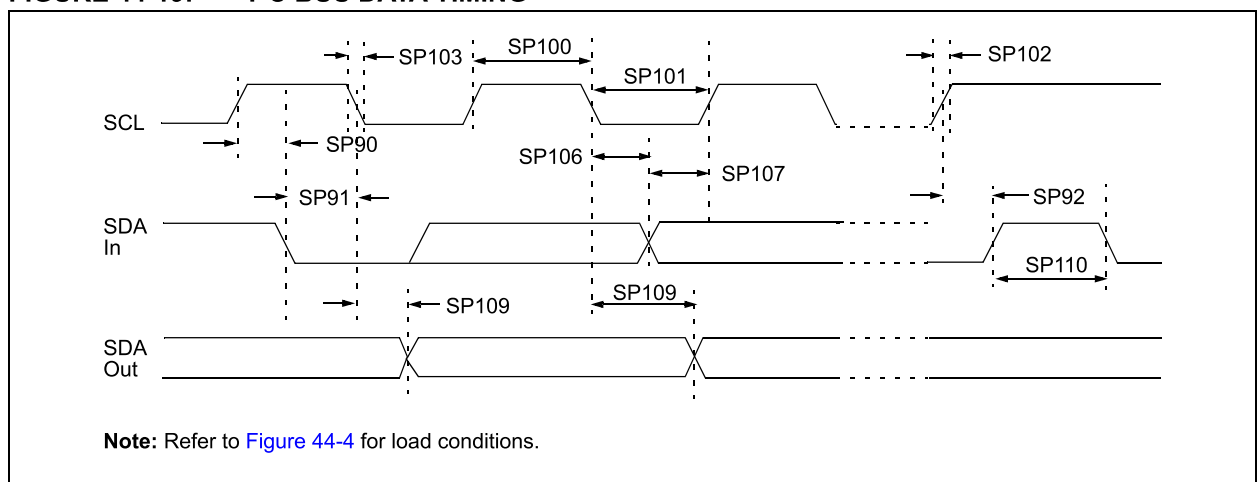 SP103
SP100
SP101
SP102
SCL
SP90
SP106
SP107
SP91
SP92
SDA
In
SP110
SP109
SP109
SDA
Out
Note: Refer to Figure 44-4 for load conditions.